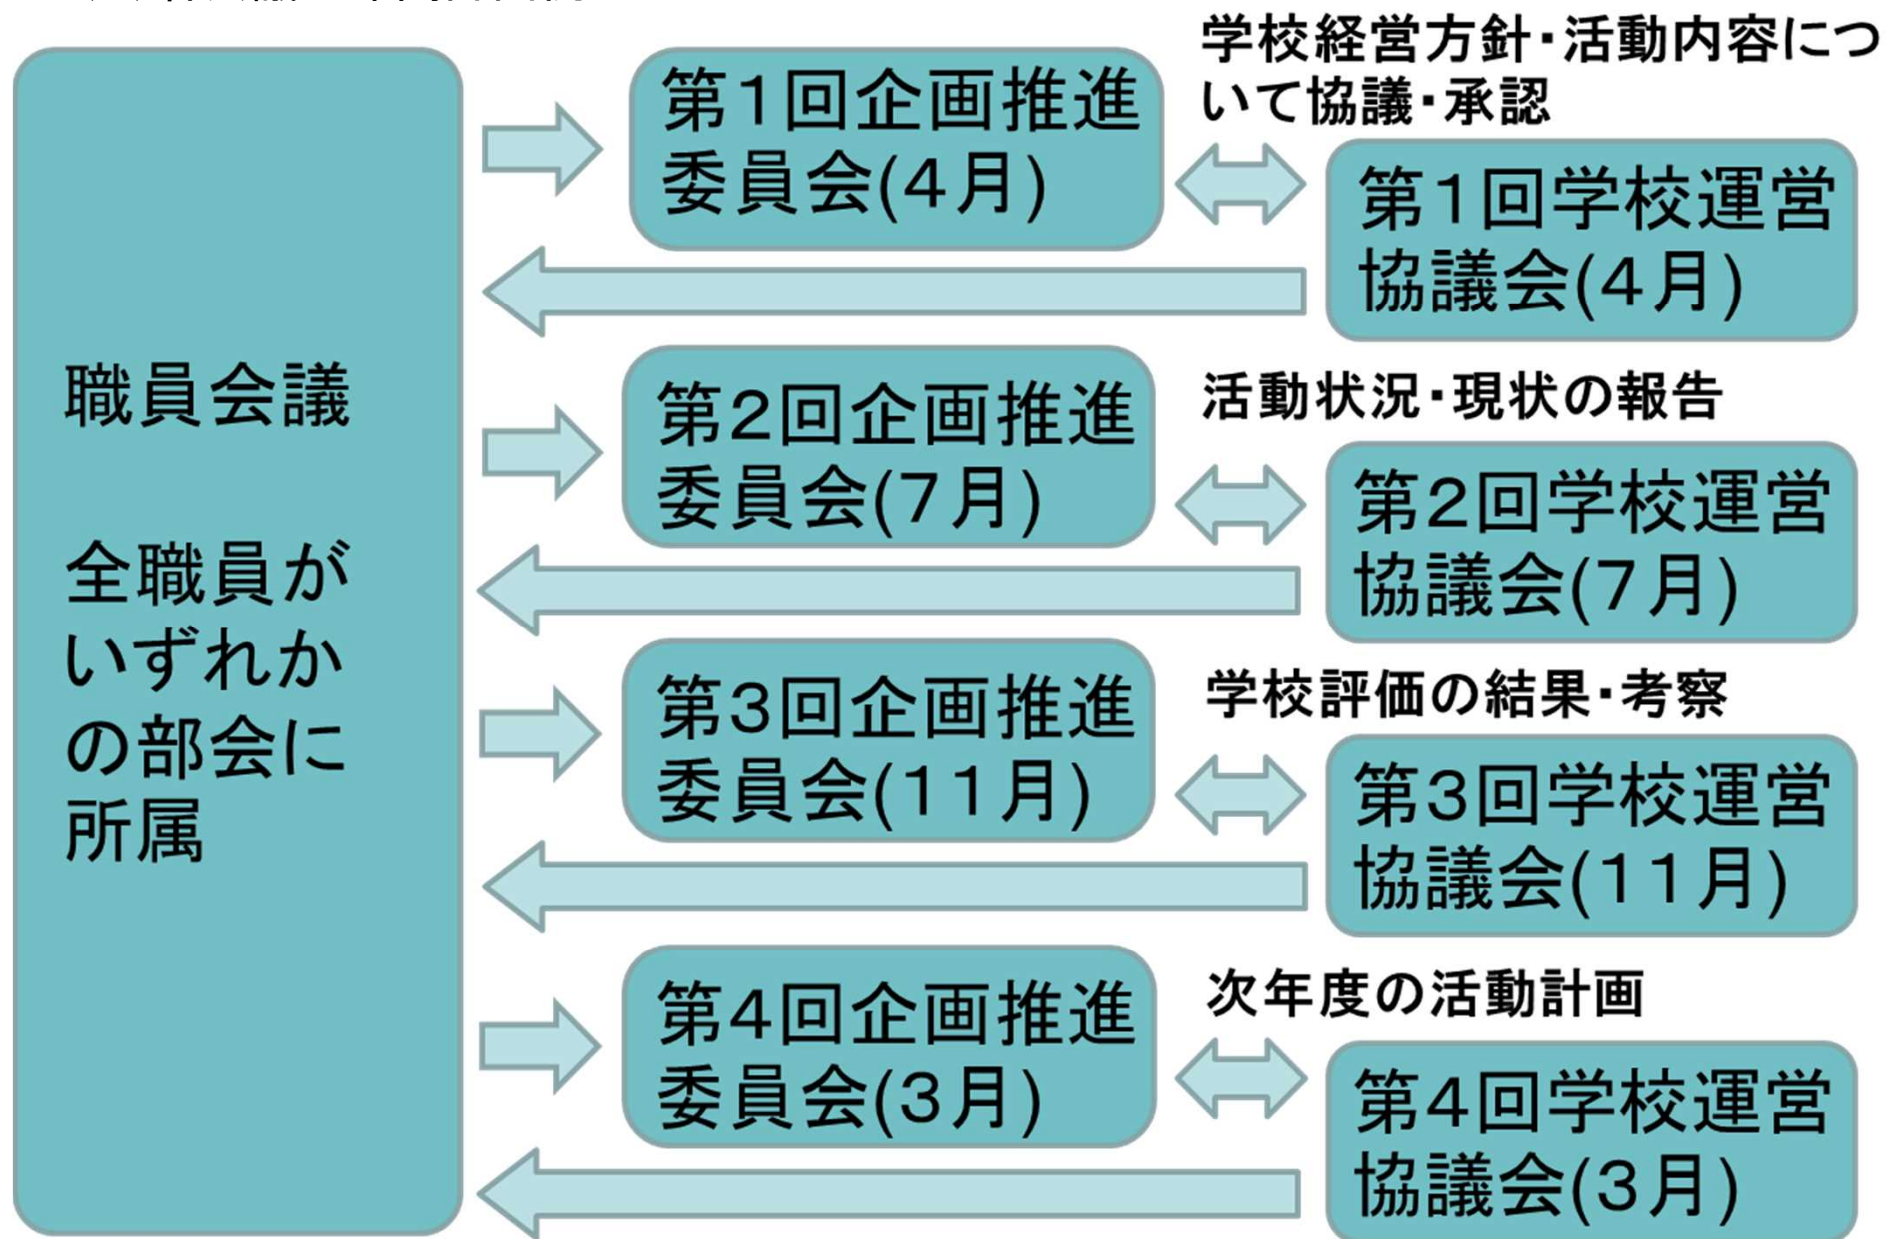 学校経営方針・活動内容につ
いて協議・承認
第1回企画推進
委員会(4月)
第1回学校運営
協議会(4月)
職員会議
全職員が
いずれか
の部会に
所属
活動状況・現状の報告
第2回企画推進
委員会(7月)
第2回学校運営
協議会(7月)
学校評価の結果・考察
第3回企画推進
委員会(11月)
第3回学校運営
協議会(11月)
次年度の活動計画
第4回企画推進
委員会(3月)
第4回学校運営
協議会(3月)